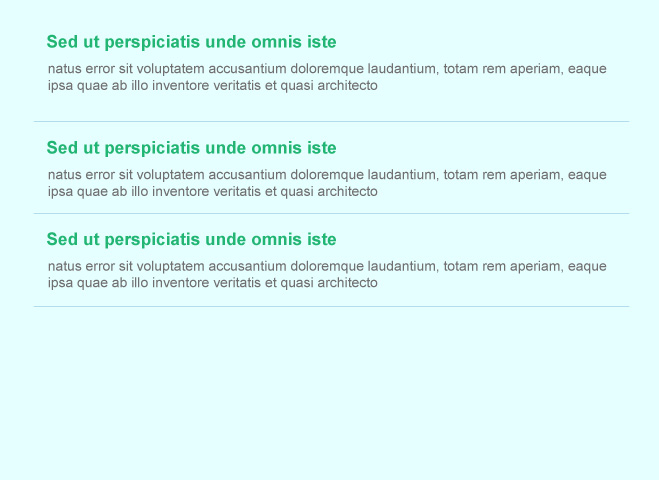 Sed ut perspiciatis unde omnis iste
natus error sit voluptatem accusantium doloremque laudantium, totam rem aperiam, eaque
ipsa quae ab illo inventore veritatis et quasi architecto
Sed ut perspiciatis unde omnis iste
natus error sit voluptatem accusantium doloremque laudantium, totam rem aperiam, eaque
ipsa quae ab illo inventore veritatis et quasi architecto
Sed ut perspiciatis unde omnis iste
natus error sit voluptatem accusantium doloremque laudantium, totam rem aperiam, eaque
ipsa quae ab illo inventore veritatis et quasi architecto